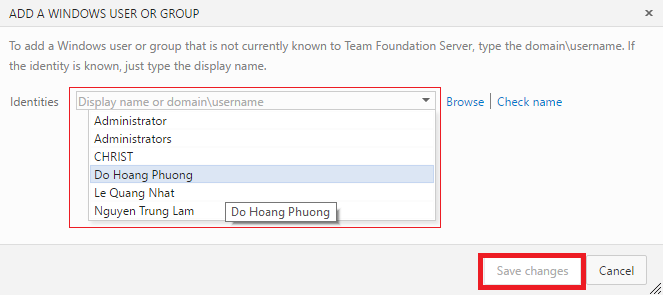 ADD A WINDOWS USER OR GROUP
To add a Windows user or group that is not currently known to Team Foundation Server, type the domain\username. If
the identity is known, just type the display name.
Identities Display name or domain\username Browse Check name
Administrator
Administrators
CHRIST
Do Hoang Phuong
Le Quang Nhat
Nguyen Trung Lam Do Hoang Phuong
Save changes Cancel